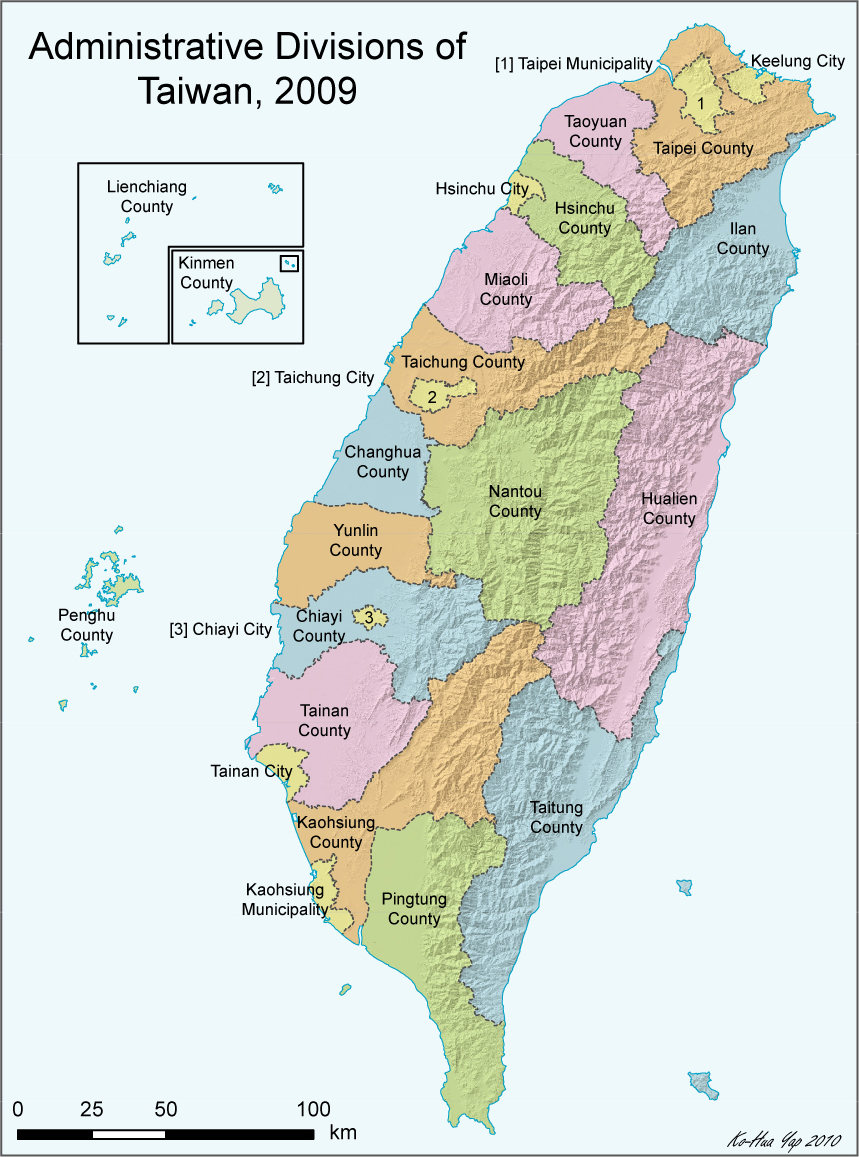 Administrative Divisions of
Taiwan, 2009
[1] Taipei Municipality
Keelung City
1
Taoyuan
County
Taipei County
Lienchiang
County
Hsinchu City
Hsinchu
County
Ilan
County
Kinmen
County
Miaoli
County
Taichung County
[2] Taichung City
2
Changhua
County
Nantou
County
Hualien
County
Yunlin
County
Penghu
County
[3] Chiayi City
Chiayi
County
3
Tainan
County
Tainan City
Taitung
County
Kaohsiung
County
Kaohsiung
Municipality
Pingtung
County
0 25 50 100
km
Ko-Hua Yap 2010